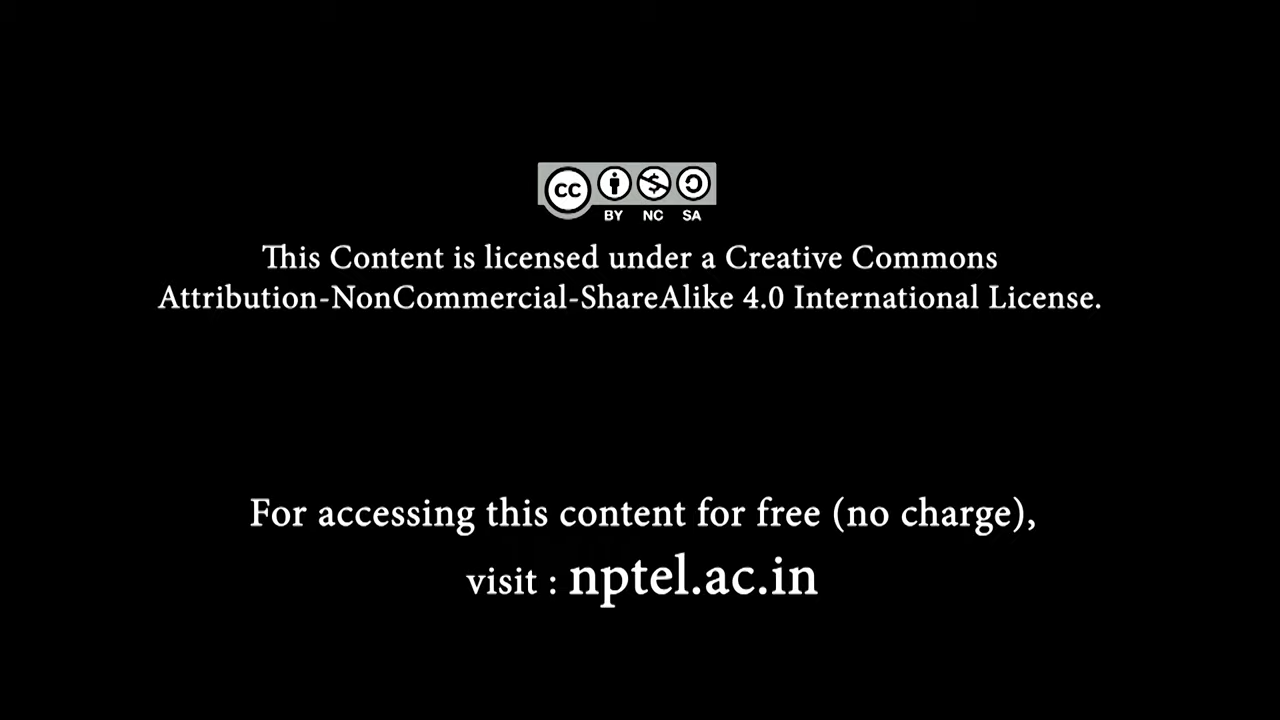 cc
BY NC SA
This Content is licensed under a Creative Commons
Attribution-NonCommercial-ShareAlike 4.0 International License.
For accessing this content for free (no charge),
visit : nptel.ac.in